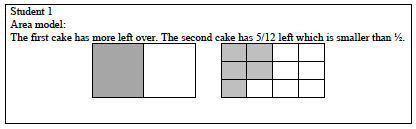 Student 1
Area model:
The first cake has more left over. The second cake has 5/12 left which is smaller than ½.